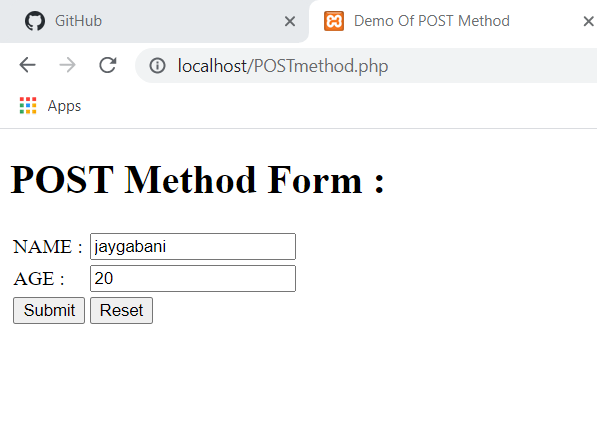 GitHub Demo Of POST Method
localhost/POSTmethod.php
Apps
POST Method Form :
NAME : jaygabani
AGE : 20
Submit Reset